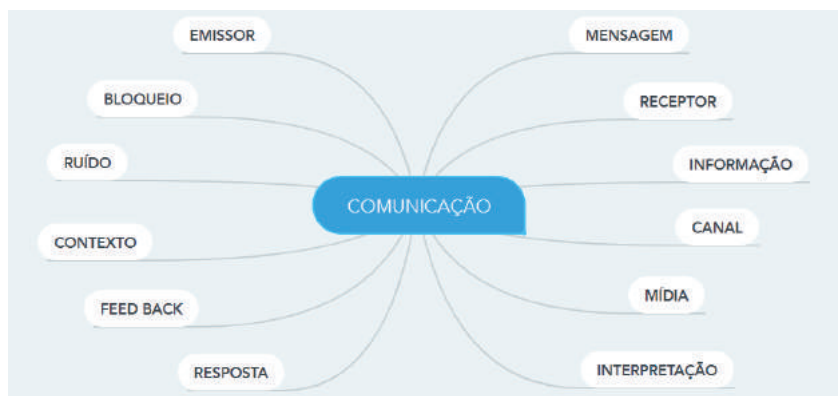 EMISSOR
MENSAGEM
BLOQUEIO
RECEPTOR
RUÍDO
INFORMAÇÃO
COMUNICAÇÃO
CONTEXTO
CANAL
FEED BACK
MÍDIA
RESPOSTA
INTERPRETAÇÃO